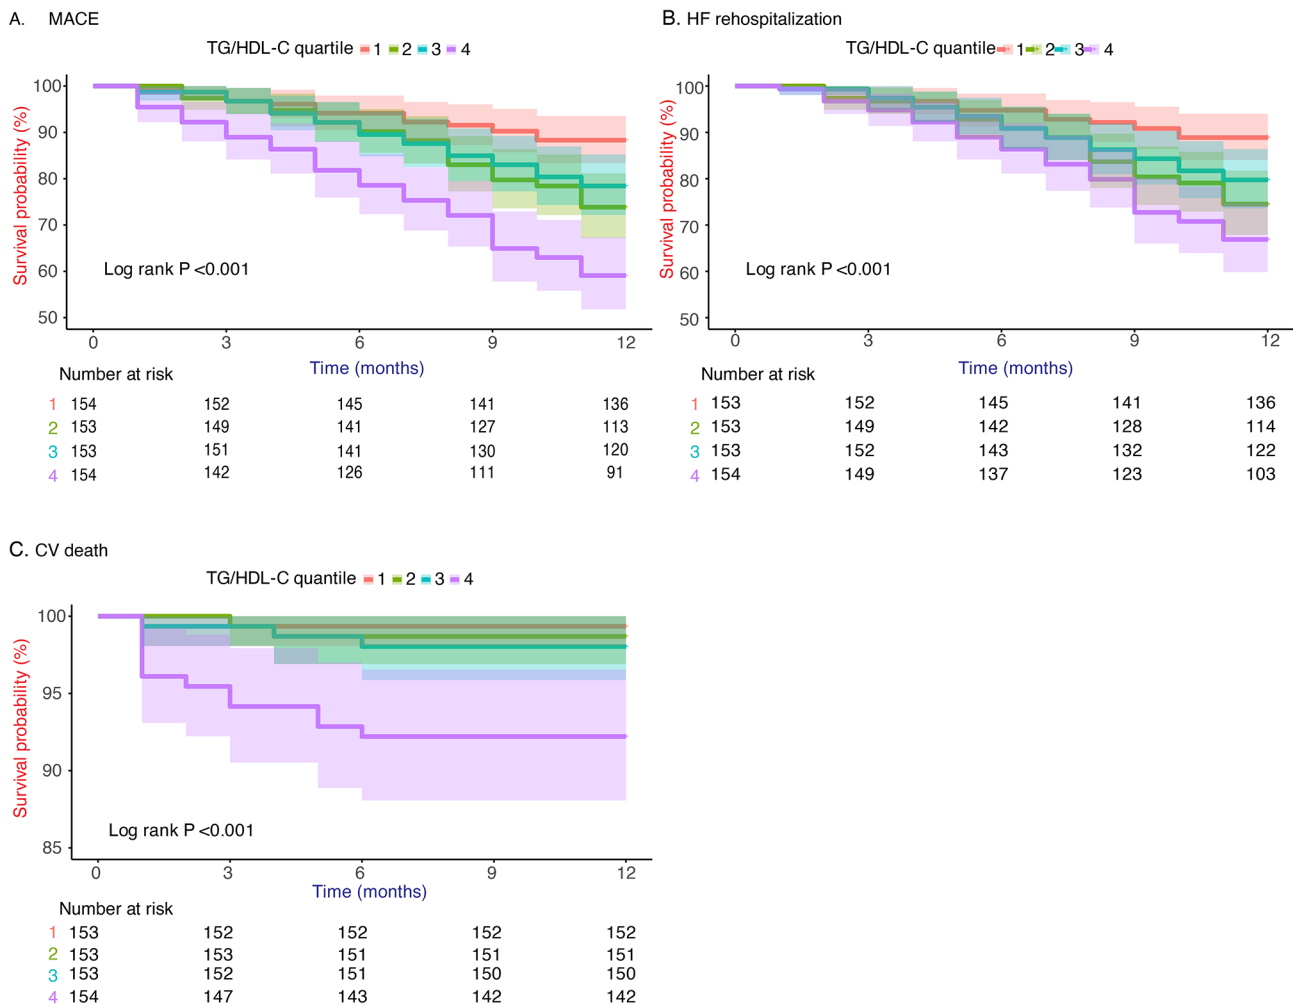 A. MACE
TG/HDL-C quartile 1 2 3 4
Survival probability (%)
100
90
80
70
60
50
Log rank P <0.001
0 3 6 9 12
Time (months)
Number at risk
1 154 152 145 141 136
2 153 149 141 127 113
3 153 151 141 130 120
4 154 142 126 111 91
B. HF rehospitalization
TG/HDL-C quantile 1 2 3 4
Survival probability (%)
100
90
80
70
60
50
Log rank P <0.001
0 3 6 9 12
Time (months)
Number at risk
1 153 152 145 141 136
2 153 149 142 128 114
3 153 152 143 132 122
4 154 149 137 123 103
C. CV death
TG/HDL-C quantile 1 2 3 4
Survival probability (%)
100
95
90
85
Log rank P <0.001
0 3 6 9 12
Time (months)
Number at risk
1 153 152 152 152 152
2 153 153 151 151 151
3 153 152 151 150 150
4 154 147 143 142 142